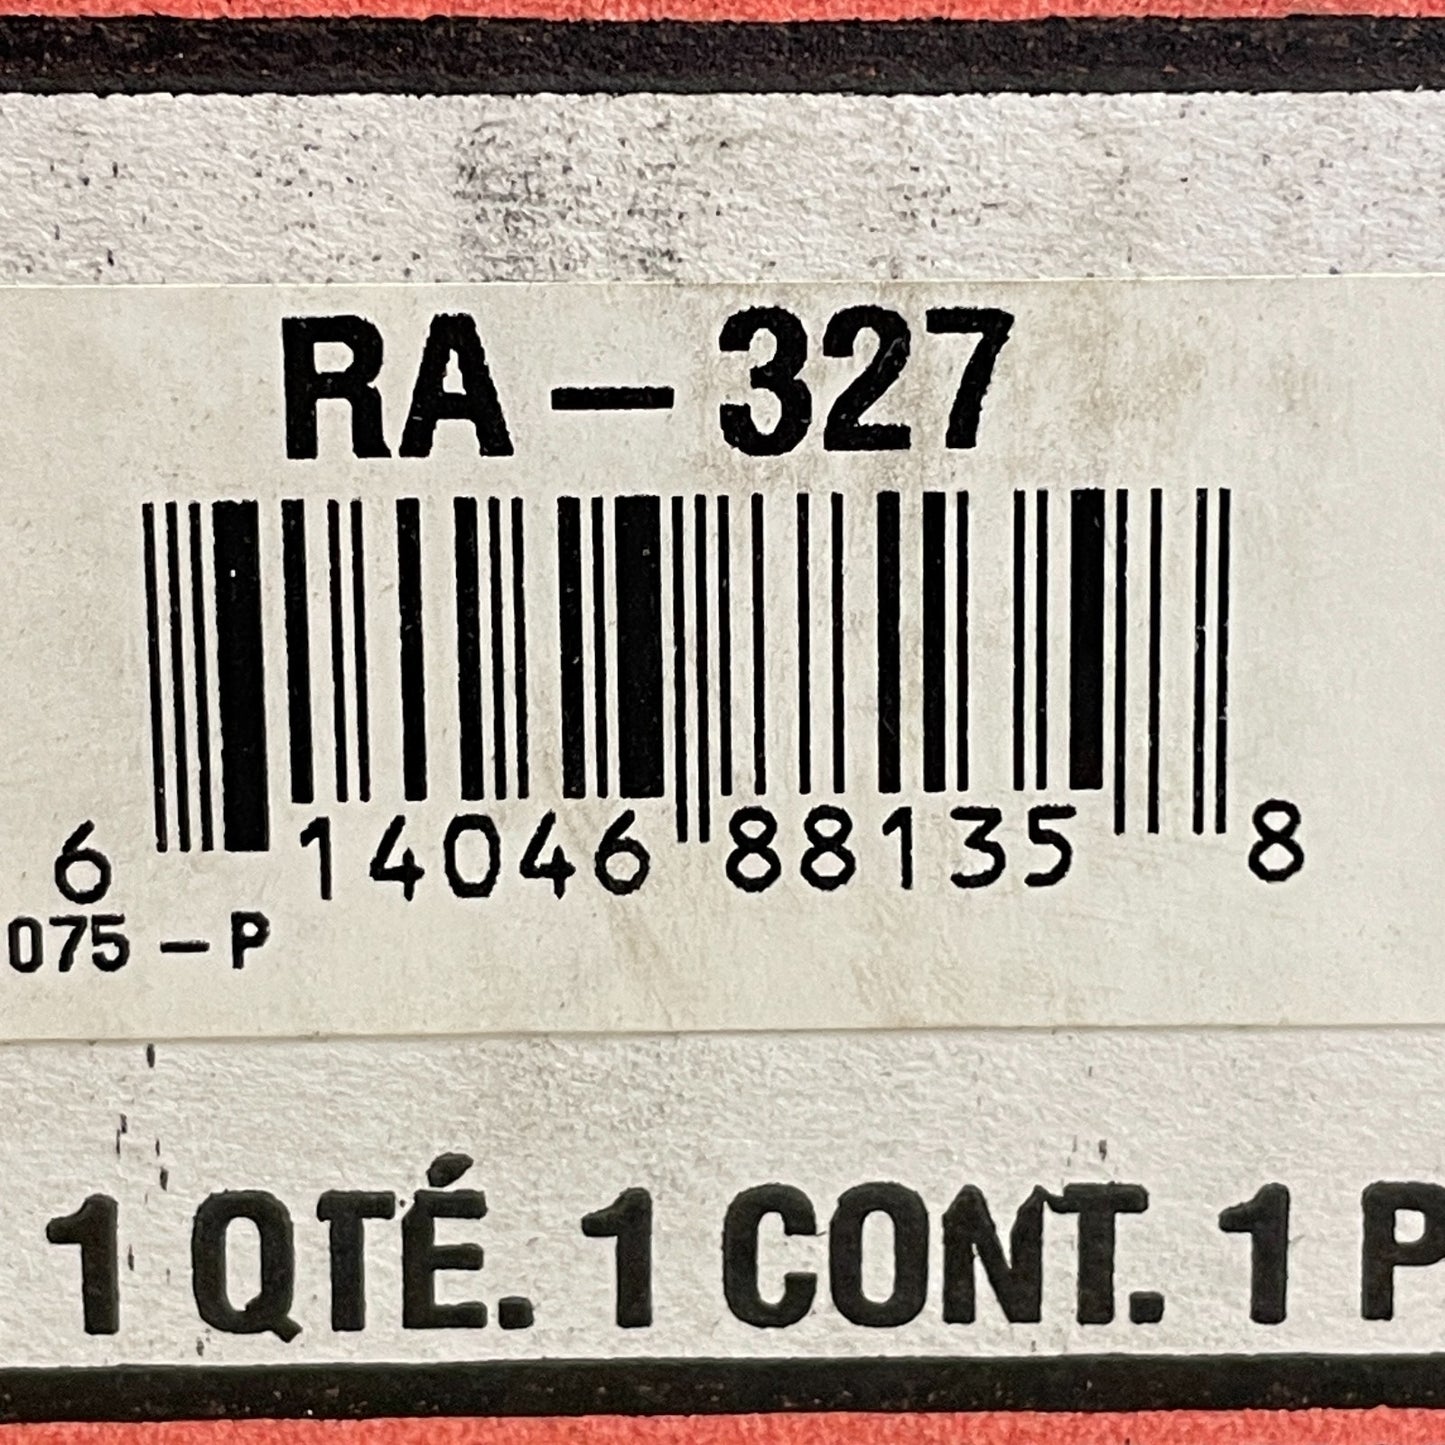 RA-327
6 14046 88135 8
075-P
1 QTÉ. 1 CONT. 1 P